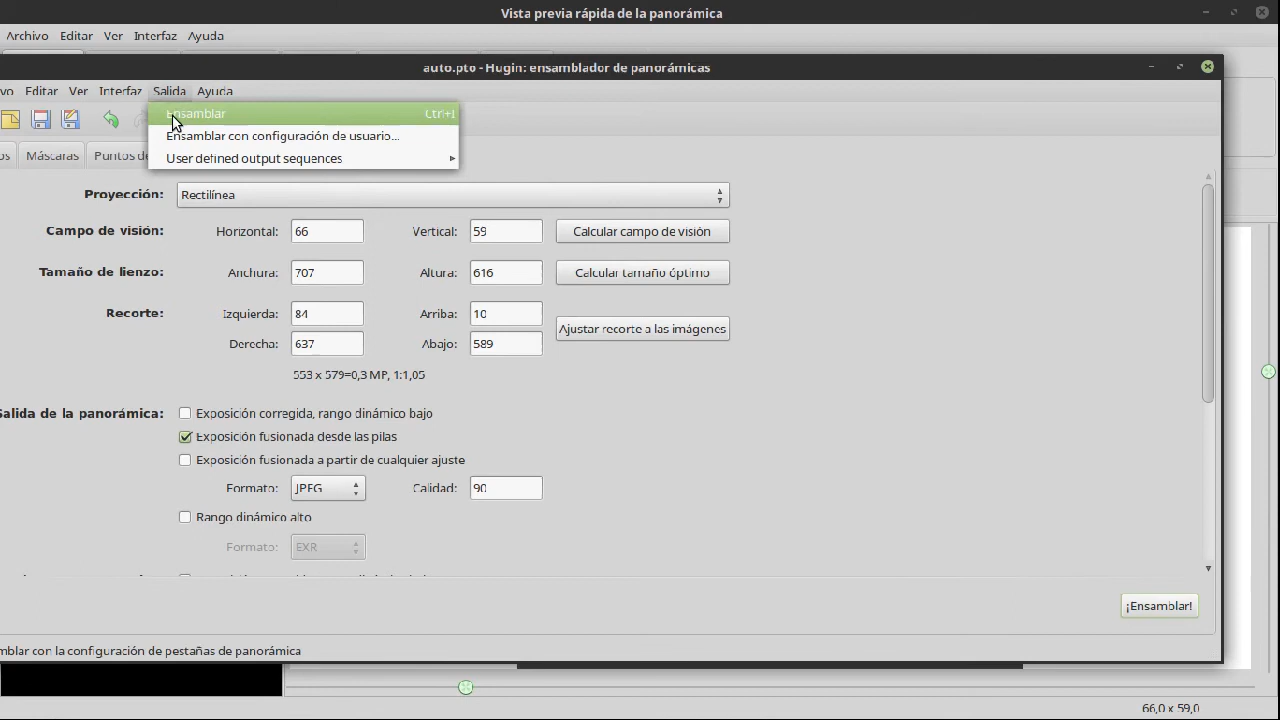 Vista previa rápida de la panorámica
Archivo Editar Ver Interfaz Ayuda
auto.pto - Hugin: ensamblador de panorámicas
vo Editar Ver Interfaz Salida Ayuda
Ensamblar Ctrl+I
Ensamblar con configuración de usuario...
User defined output sequences
os Máscaras Puntos de
Proyección: Rectilínea
Campo de visión: Horizontal: 66 Vertical: 59 Calcular campo de visión
Tamaño de lienzo: Anchura: 707 Altura: 616 Calcular tamaño óptimo
Recorte: Izquierda: 84 Arriba: 10 Ajustar recorte a las imágenes
Derecha: 637 Abajo: 589
553 x 579=0,3 MP, 1:1,05
Salida de la panorámica: Exposición corregida, rango dinámico bajo
Exposición fusionada desde las pilas
Exposición fusionada a partir de cualquier ajuste
Formato: JPEG Calidad: 90
Rango dinámico alto
Formato: EXR
¡Ensamblar!
mblar con la configuración de pestañas de panorámica
66,0 x 59,0